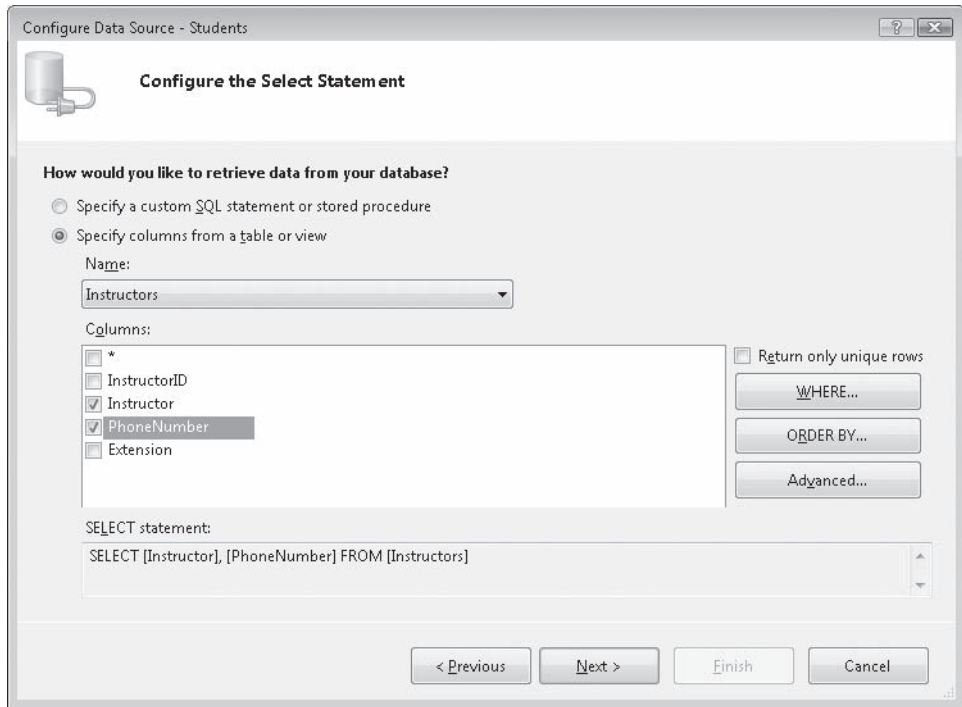 Configure Data Source - Students
Configure the Select Statement
How would you like to retrieve data from your database?
Specify a custom SQL statement or stored procedure
Specify columns from a table or view
Name:
Instructors
Columns:
*
InstructorID
Instructor
PhoneNumber
Extension
Return only unique rows
WHERE...
ORDER BY...
Advanced...
SELECT statement:
SELECT [Instructor], [PhoneNumber] FROM [Instructors]
< Previous
Next >
Finish
Cancel